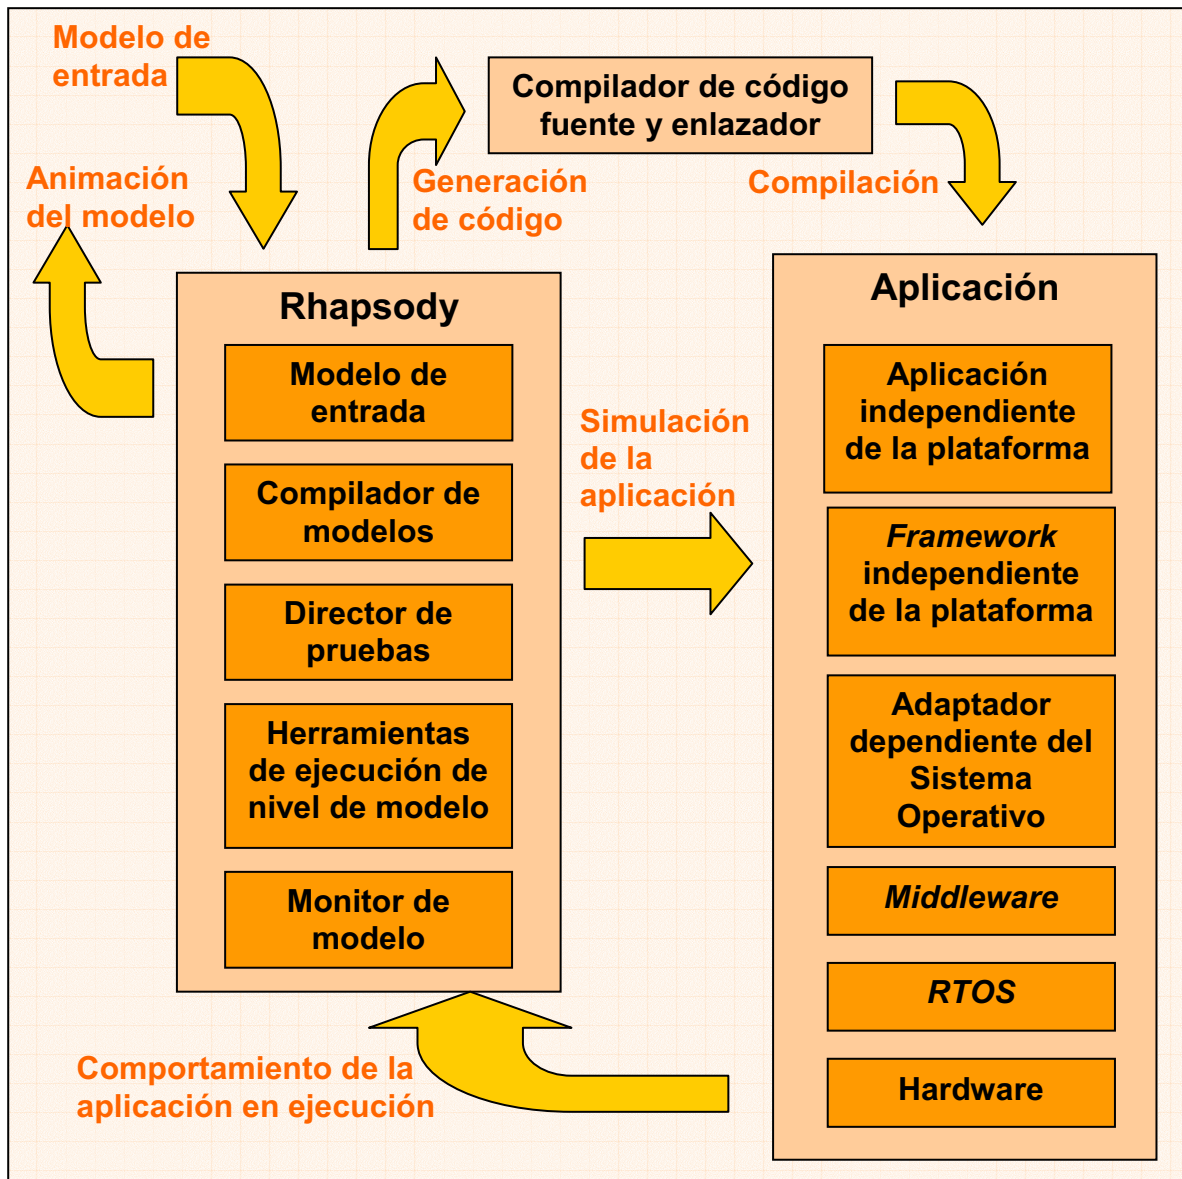 Modelo de
entrada
Compilador de código
fuente y enlazador
Animación
del modelo
Generación
de código
Compilación
Rhapsody
Modelo de
entrada
Compilador de
modelos
Director de
pruebas
Herramientas
de ejecución de
nivel de modelo
Monitor de
modelo
Simulación
de la
aplicación
Aplicación
Aplicación
independiente
de la plataforma
Framework
independiente
de la plataforma
Adaptador
dependiente del
Sistema
Operativo
Middleware
RTOS
Hardware
Comportamiento de la
aplicación en ejecución